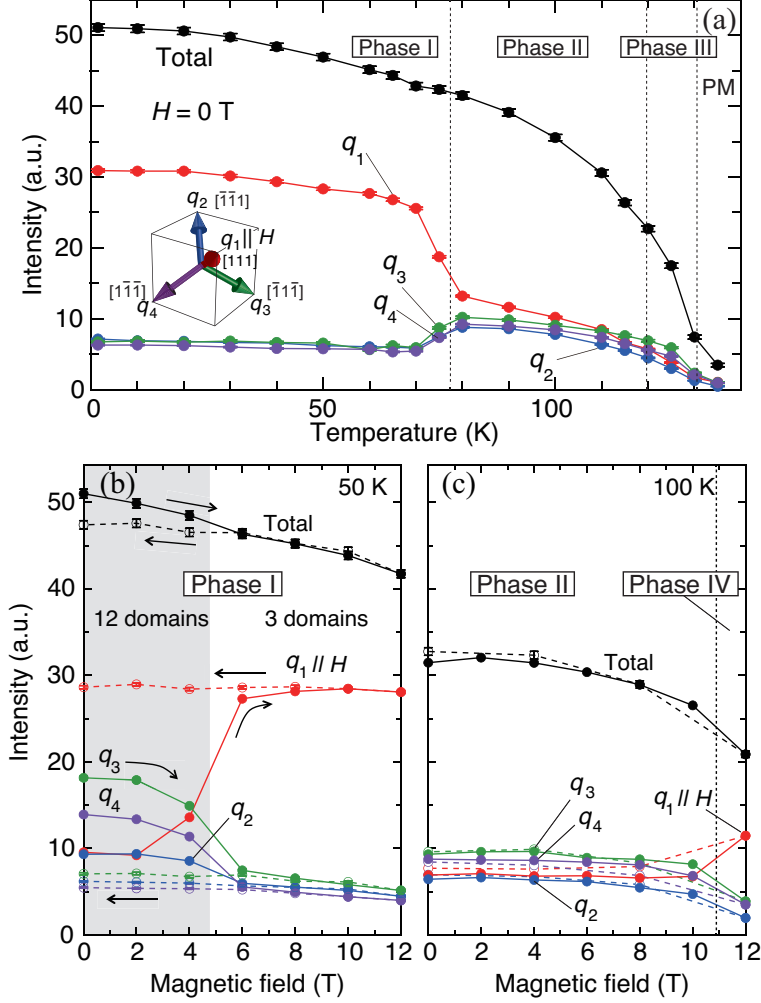 (a)
50
40
30
20
10
0
Intensity (a.u.)
Phase I
Phase II
Phase III
PM
Total
H = 0 T
q1
q2 [1̄1̄1]
q1 || H
[111]
[11̄1̄]
q4
[1̄11̄]
q3
q3
q4
q2
0
50
100
Temperature (K)
(b)
50
40
30
20
10
0
Intensity (a.u.)
Total
Phase I
12 domains
3 domains
q1 // H
q3
q4
q2
0
2
4
6
8
10
12
Magnetic field (T)
50 K
(c)
100 K
Phase II
Phase IV
Total
q3
q4
q1 // H
q2
0
2
4
6
8
10
12
Magnetic field (T)